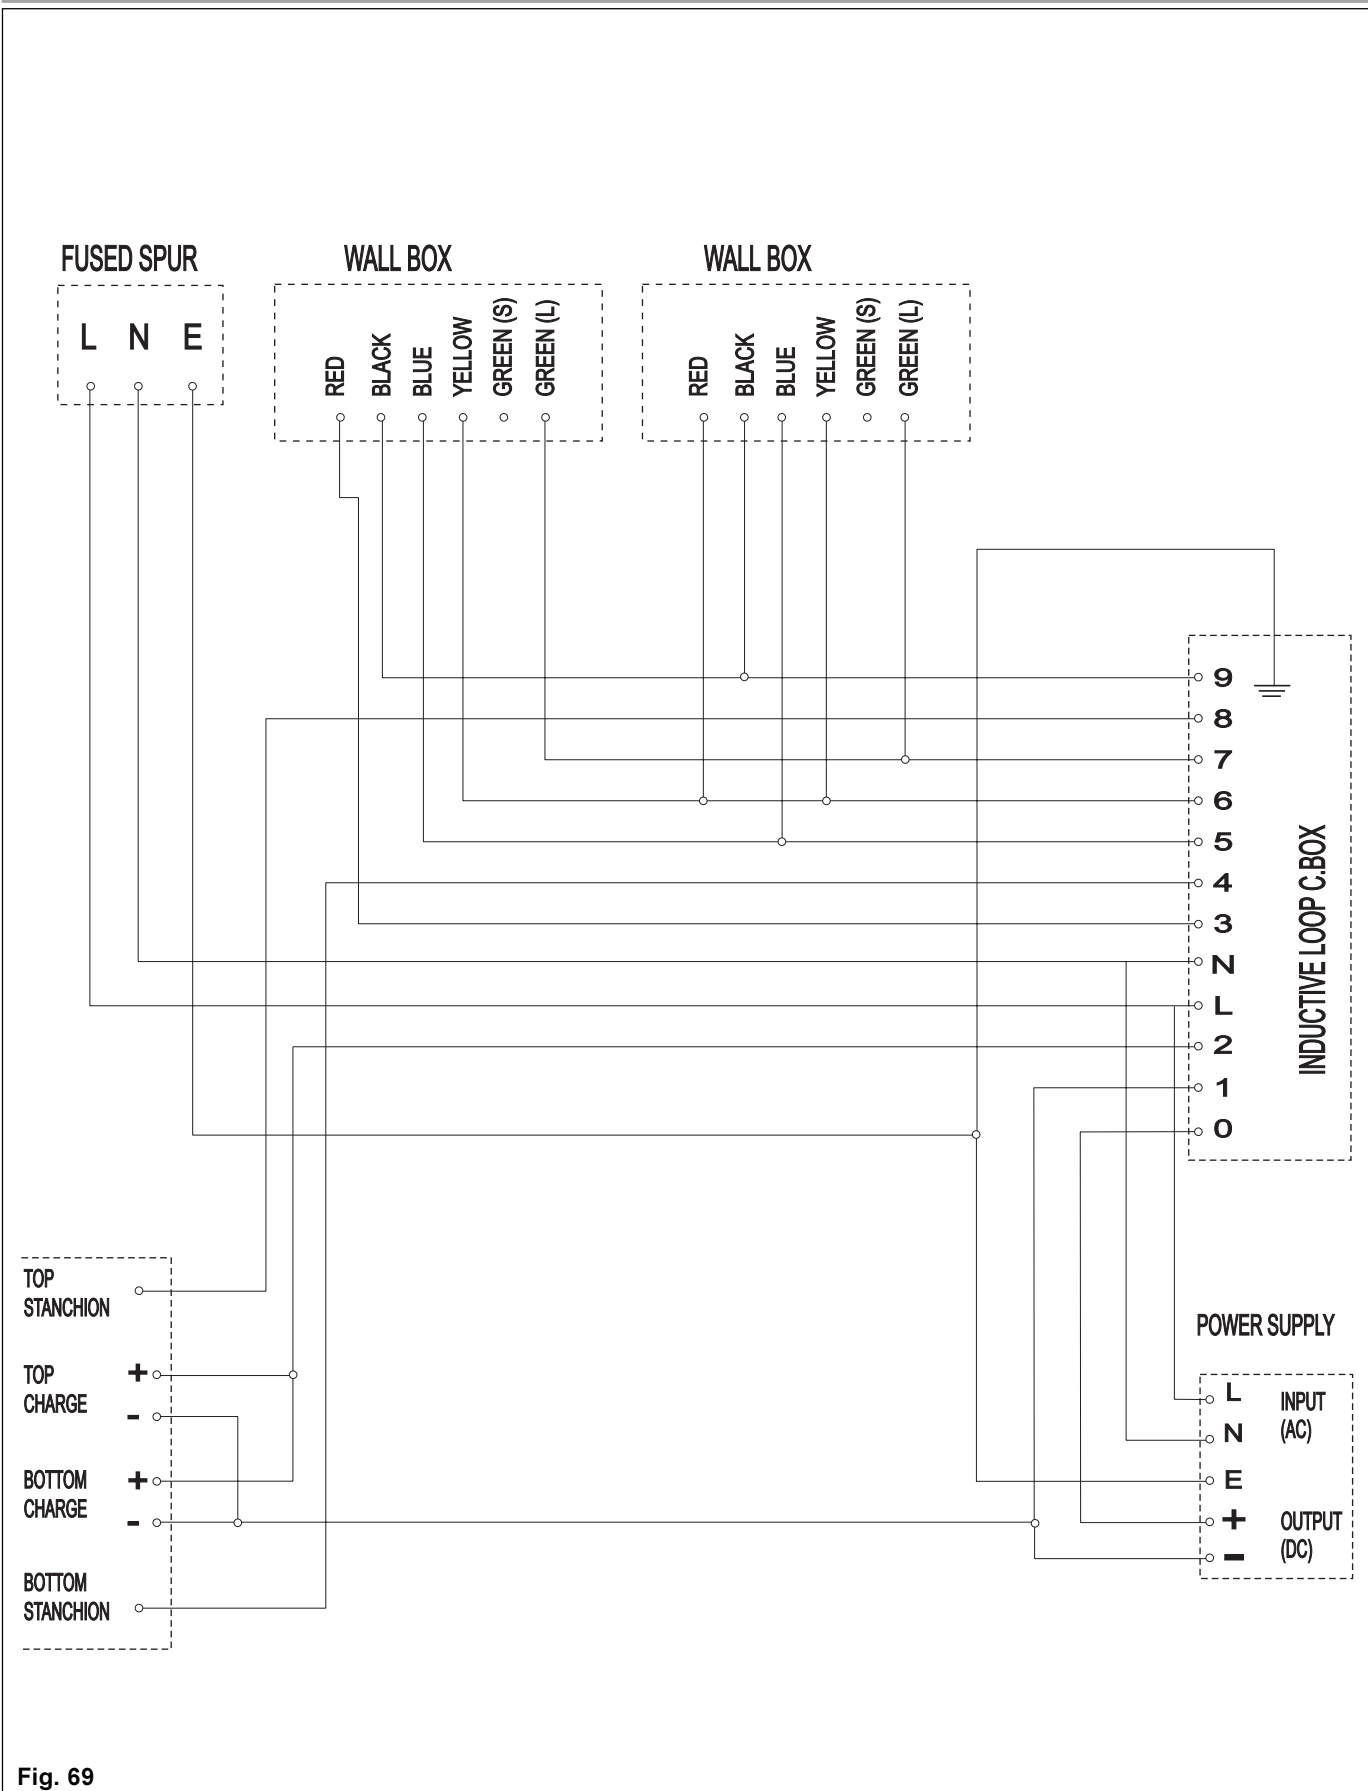 FUSED SPUR
L N E
WALL BOX
RED
BLACK
BLUE
YELLOW
GREEN (S)
GREEN (L)
WALL BOX
RED
BLACK
BLUE
YELLOW
GREEN (S)
GREEN (L)
9
8
7
6
5
4
3
N
L
2
1
0
INDUCTIVE LOOP C.BOX
TOP
STANCHION
TOP
CHARGE
+
-
BOTTOM
CHARGE
+
-
BOTTOM
STANCHION
POWER SUPPLY
L
N
INPUT
(AC)
E
+
-
OUTPUT
(DC)
Fig. 69